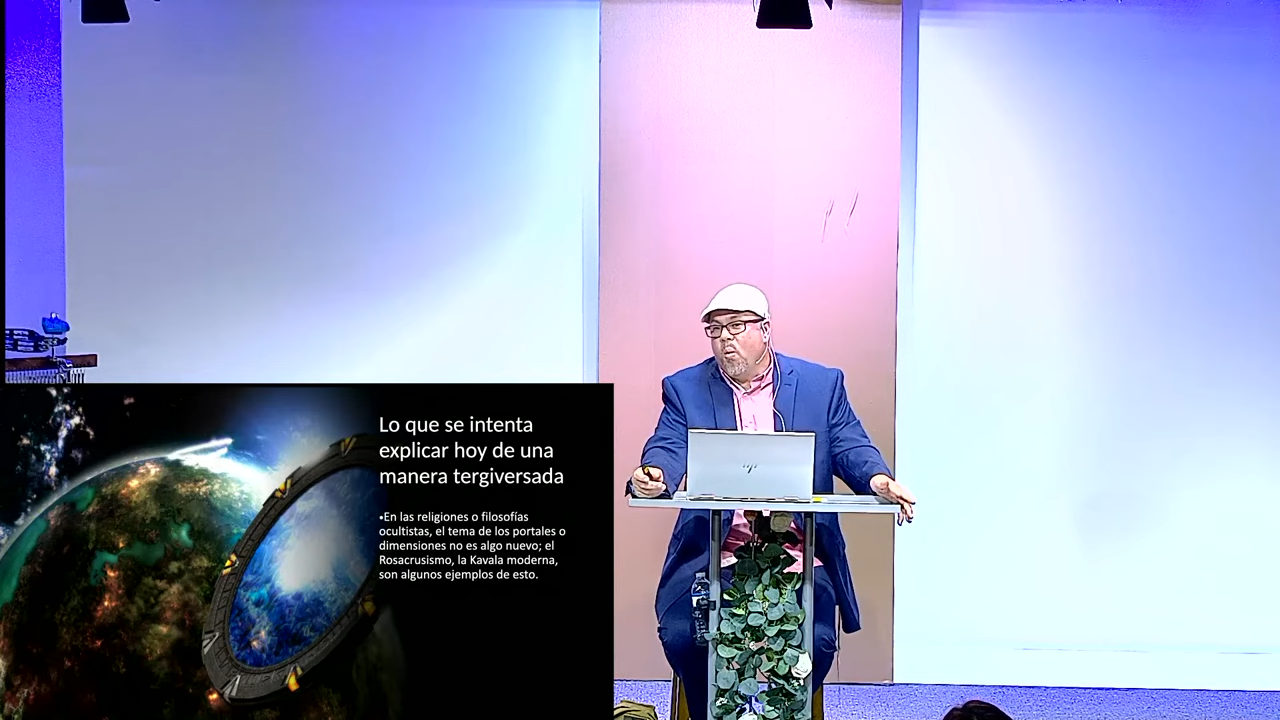 Lo que se intenta
explicar hoy de una
manera tergiversada
•En las religiones o filosofías
ocultistas, el tema de los portales o
dimensiones no es algo nuevo; el
Rosacrusismo, la Kavala moderna,
son algunos ejemplos de esto.
hp